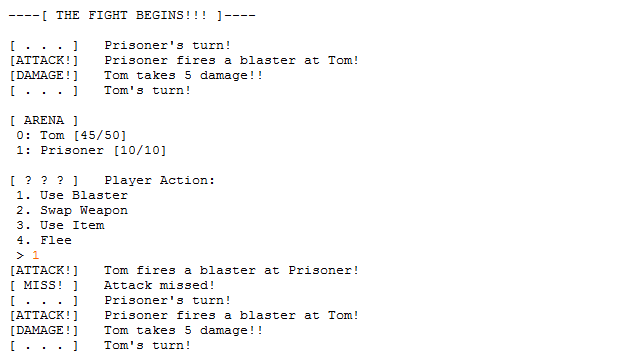 ----[ THE FIGHT BEGINS!!! ]----
[ . . . ]   Prisoner's turn!
[ATTACK!]   Prisoner fires a blaster at Tom!
[DAMAGE!]   Tom takes 5 damage!!
[ . . . ]   Tom's turn!
[ ARENA ]
0: Tom [45/50]
1: Prisoner [10/10]
[ ? ? ? ]   Player Action:
1. Use Blaster
2. Swap Weapon
3. Use Item
4. Flee
> 1
[ATTACK!]   Tom fires a blaster at Prisoner!
[ MISS! ]   Attack missed!
[ . . . ]   Prisoner's turn!
[ATTACK!]   Prisoner fires a blaster at Tom!
[DAMAGE!]   Tom takes 5 damage!!
[ . . . ]   Tom's turn!